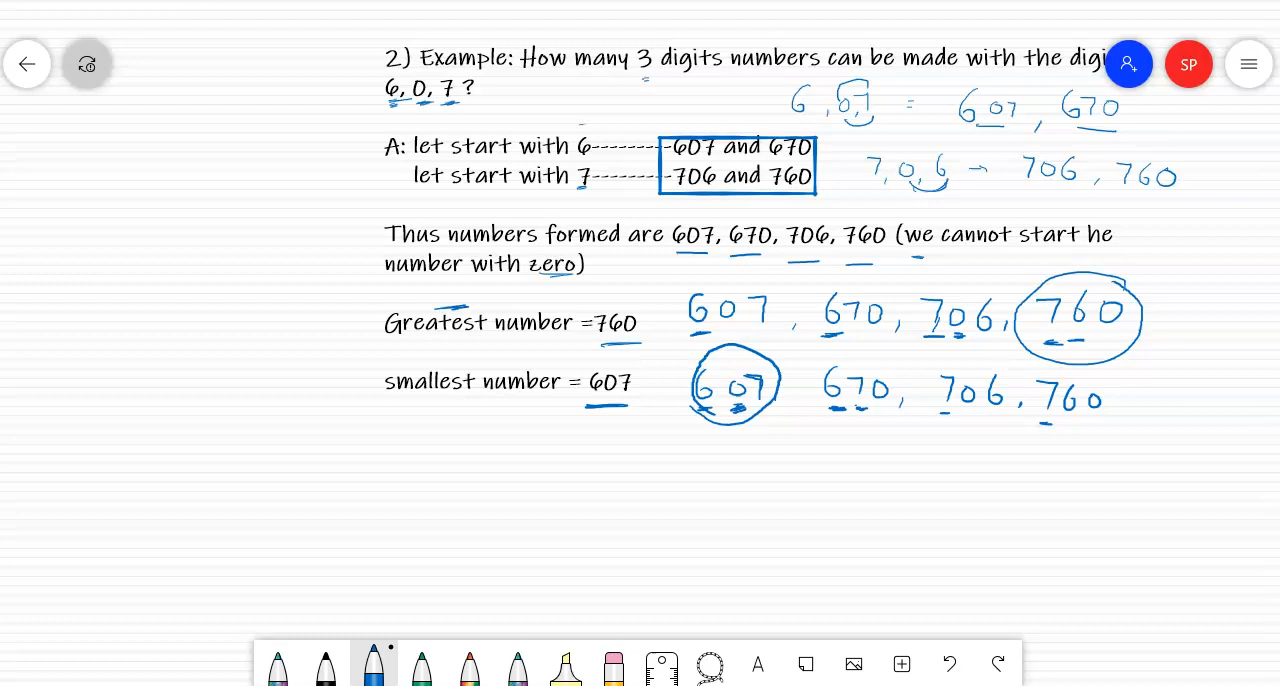 2) Example: How many 3 digits numbers can be made with the digi
6, 0, 7 ?
6, 0,7 = 607, 670
A: let start with 6---------607 and 670
let start with 7---------706 and 760
7, 0, 6 → 706, 760
Thus numbers formed are 607, 670, 706, 760 (we cannot start he
number with zero)
Greatest number =760 607, 670, 706, 760
smallest number = 607 607 670, 706, 760
SP
A